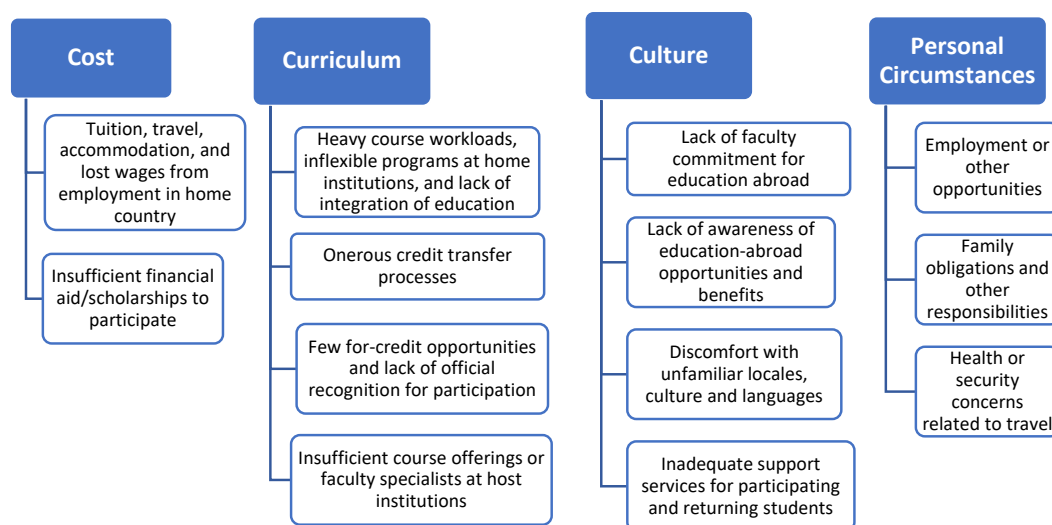 Cost
Tuition, travel,
accommodation, and
lost wages from
employment in home
country
Insufficient financial
aid/scholarships to
participate
Curriculum
Heavy course workloads,
inflexible programs at home
institutions, and lack of
integration of education
Onerous credit transfer
processes
Few for-credit opportunities
and lack of official
recognition for participation
Insufficient course offerings or
faculty specialists at host
institutions
Culture
Lack of faculty
commitment for
education abroad
Lack of awareness of
education-abroad
opportunities and
benefits
Discomfort with
unfamiliar locales,
culture and languages
Inadequate support
services for participating
and returning students
Personal
Circumstances
Employment or
other
opportunities
Family
obligations and
other
responsibilities
Health or
security
concerns
related to travel